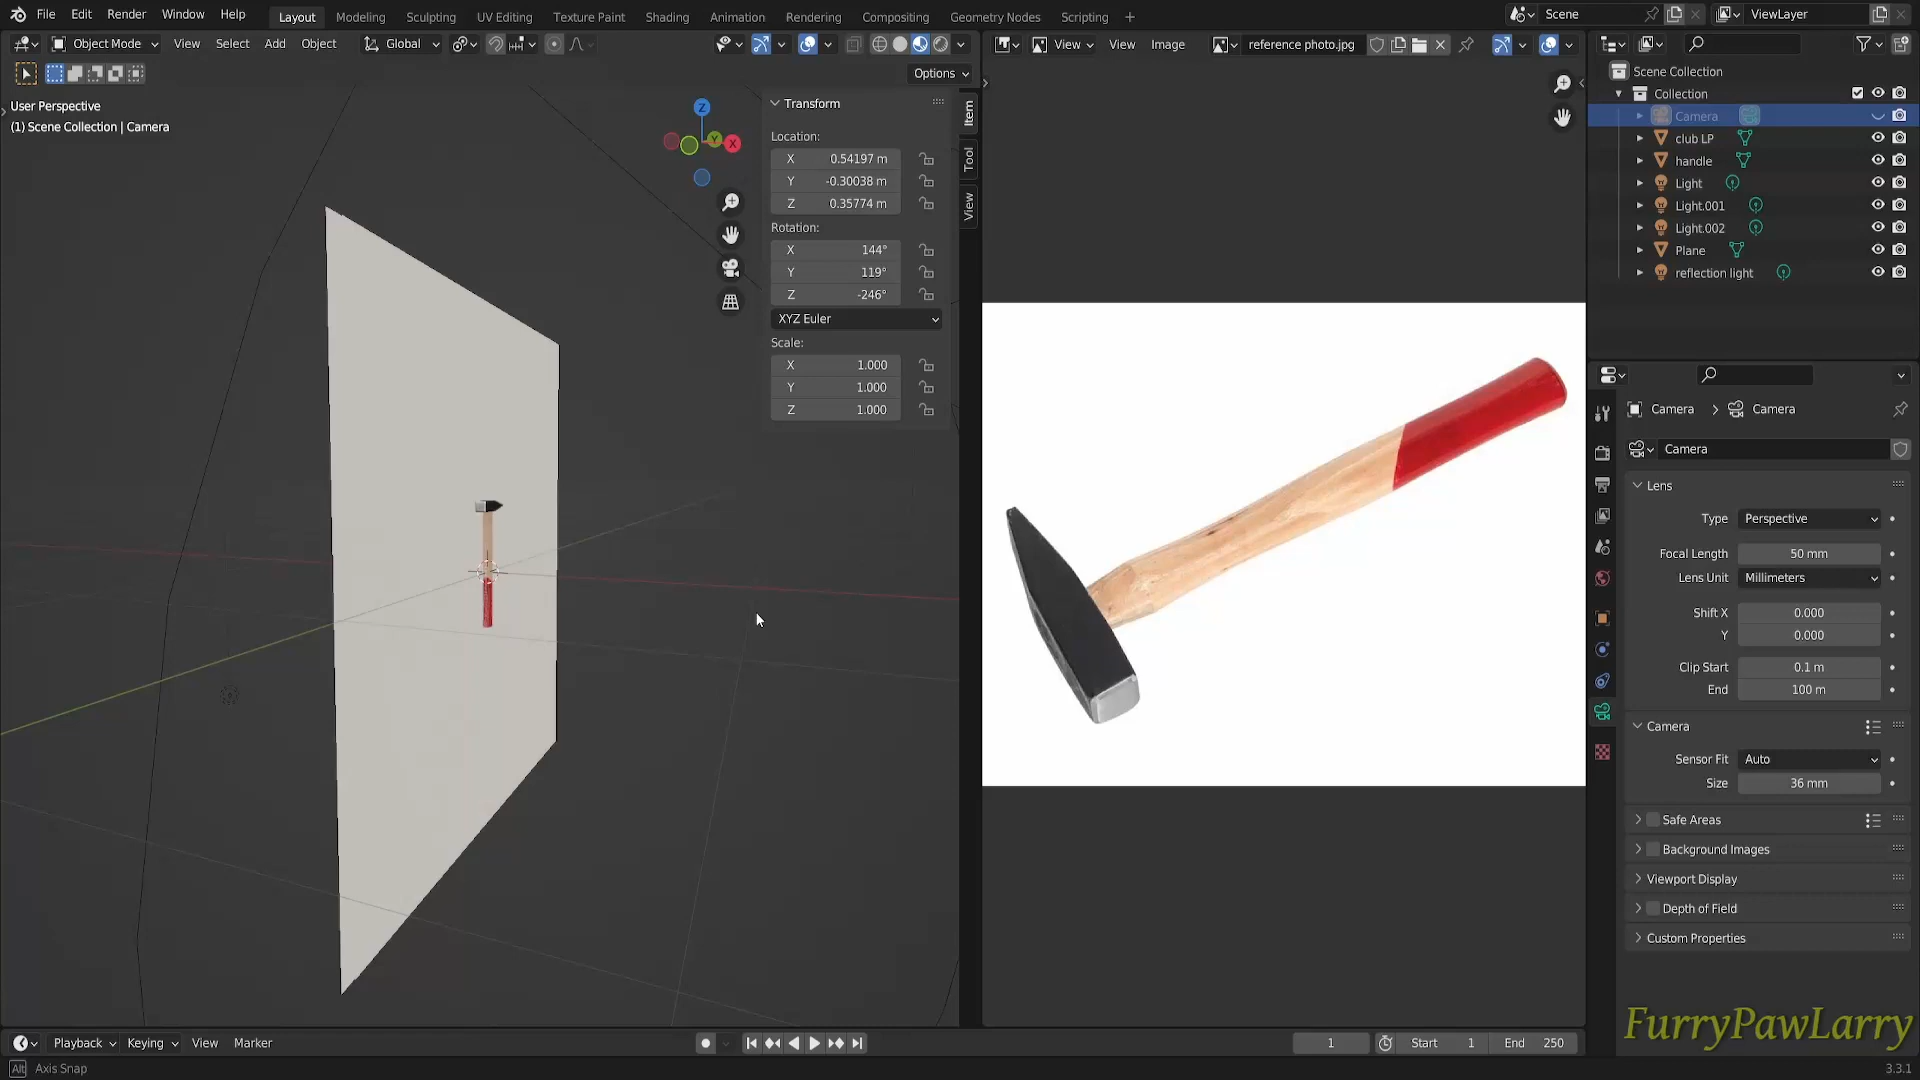 File Edit Render Window Help Layout Modeling Sculpting UV Editing Texture Paint Shading Animation Rendering Compositing Geometry Nodes Scripting + Scene ViewLayer
Object Mode View Select Add Object Global View View Image reference photo.jpg
Options
User Perspective
(1) Scene Collection | Camera
Z
Y
X
Transform
Location:
X 0.54197 m
Y -0.30038 m
Z 0.35774 m
Rotation:
X 144°
Y 119°
Z -246°
XYZ Euler
Scale:
X 1.000
Y 1.000
Z 1.000
Item
Tool
View
Scene Collection
Collection
Camera
club LP
handle
Light
Light.001
Light.002
Plane
reflection light
Camera > Camera
Camera
Lens
Type Perspective
Focal Length 50 mm
Lens Unit Millimeters
Shift X 0.000
Y 0.000
Clip Start 0.1 m
End 100 m
Camera
Sensor Fit Auto
Size 36 mm
Safe Areas
Background Images
Viewport Display
Depth of Field
Custom Properties
FurryPawLarry
Playback Keying View Marker 1 Start 1 End 250
Alt Axis Snap 3.3.1